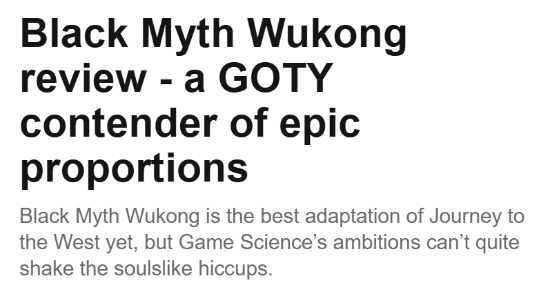 Black Myth Wukong
review - a GOTY
contender of epic
proportions
Black Myth Wukong is the best adaptation of Journey to
the West yet, but Game Science’s ambitions can’t quite
shake the soulslike hiccups.